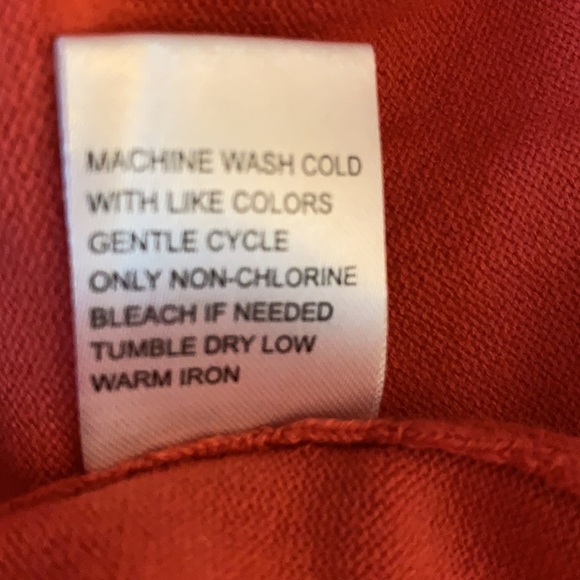 MACHINE WASH COLD
WITH LIKE COLORS
GENTLE CYCLE
ONLY NON-CHLORINE
BLEACH IF NEEDED
TUMBLE DRY LOW
WARM IRON